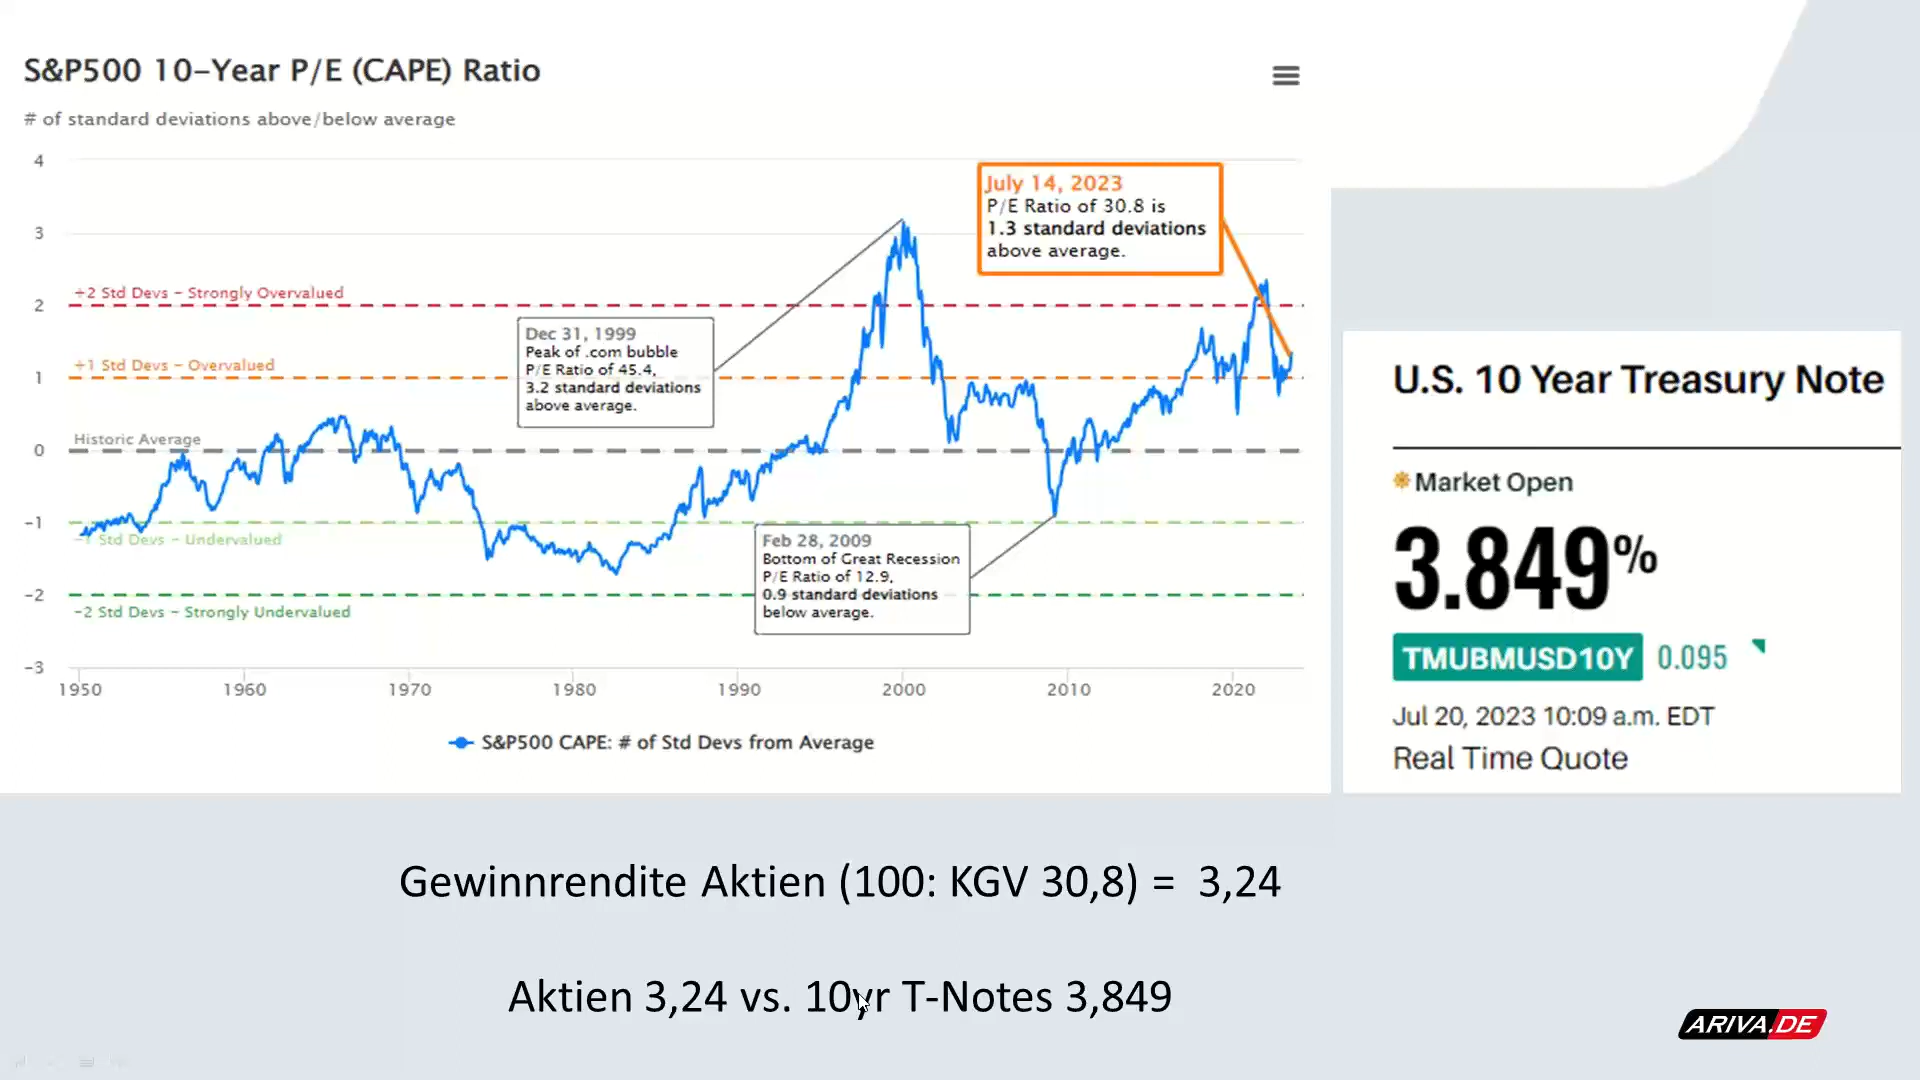 S&P500 10-Year P/E (CAPE) Ratio
# of standard deviations above/below average
4
3
2
1
0
-1
-2
-3
+2 Std Devs - Strongly Overvalued
+1 Std Devs - Overvalued
Historic Average
-1 Std Devs - Undervalued
-2 Std Devs - Strongly Undervalued
Dec 31, 1999
Peak of .com bubble
P/E Ratio of 45.4,
3.2 standard deviations
above average.
July 14, 2023
P/E Ratio of 30.8 is
1.3 standard deviations
above average.
Feb 28, 2009
Bottom of Great Recession
P/E Ratio of 12.9,
0.9 standard deviations
below average.
1950 1960 1970 1980 1990 2000 2010 2020
S&P500 CAPE: # of Std Devs from Average
U.S. 10 Year Treasury Note
Market Open
3.849%
TMUBMUSD10Y 0.095
Jul 20, 2023 10:09 a.m. EDT
Real Time Quote
Gewinnrendite Aktien (100: KGV 30,8) = 3,24
Aktien 3,24 vs. 10yr T-Notes 3,849
ARIVA.DE